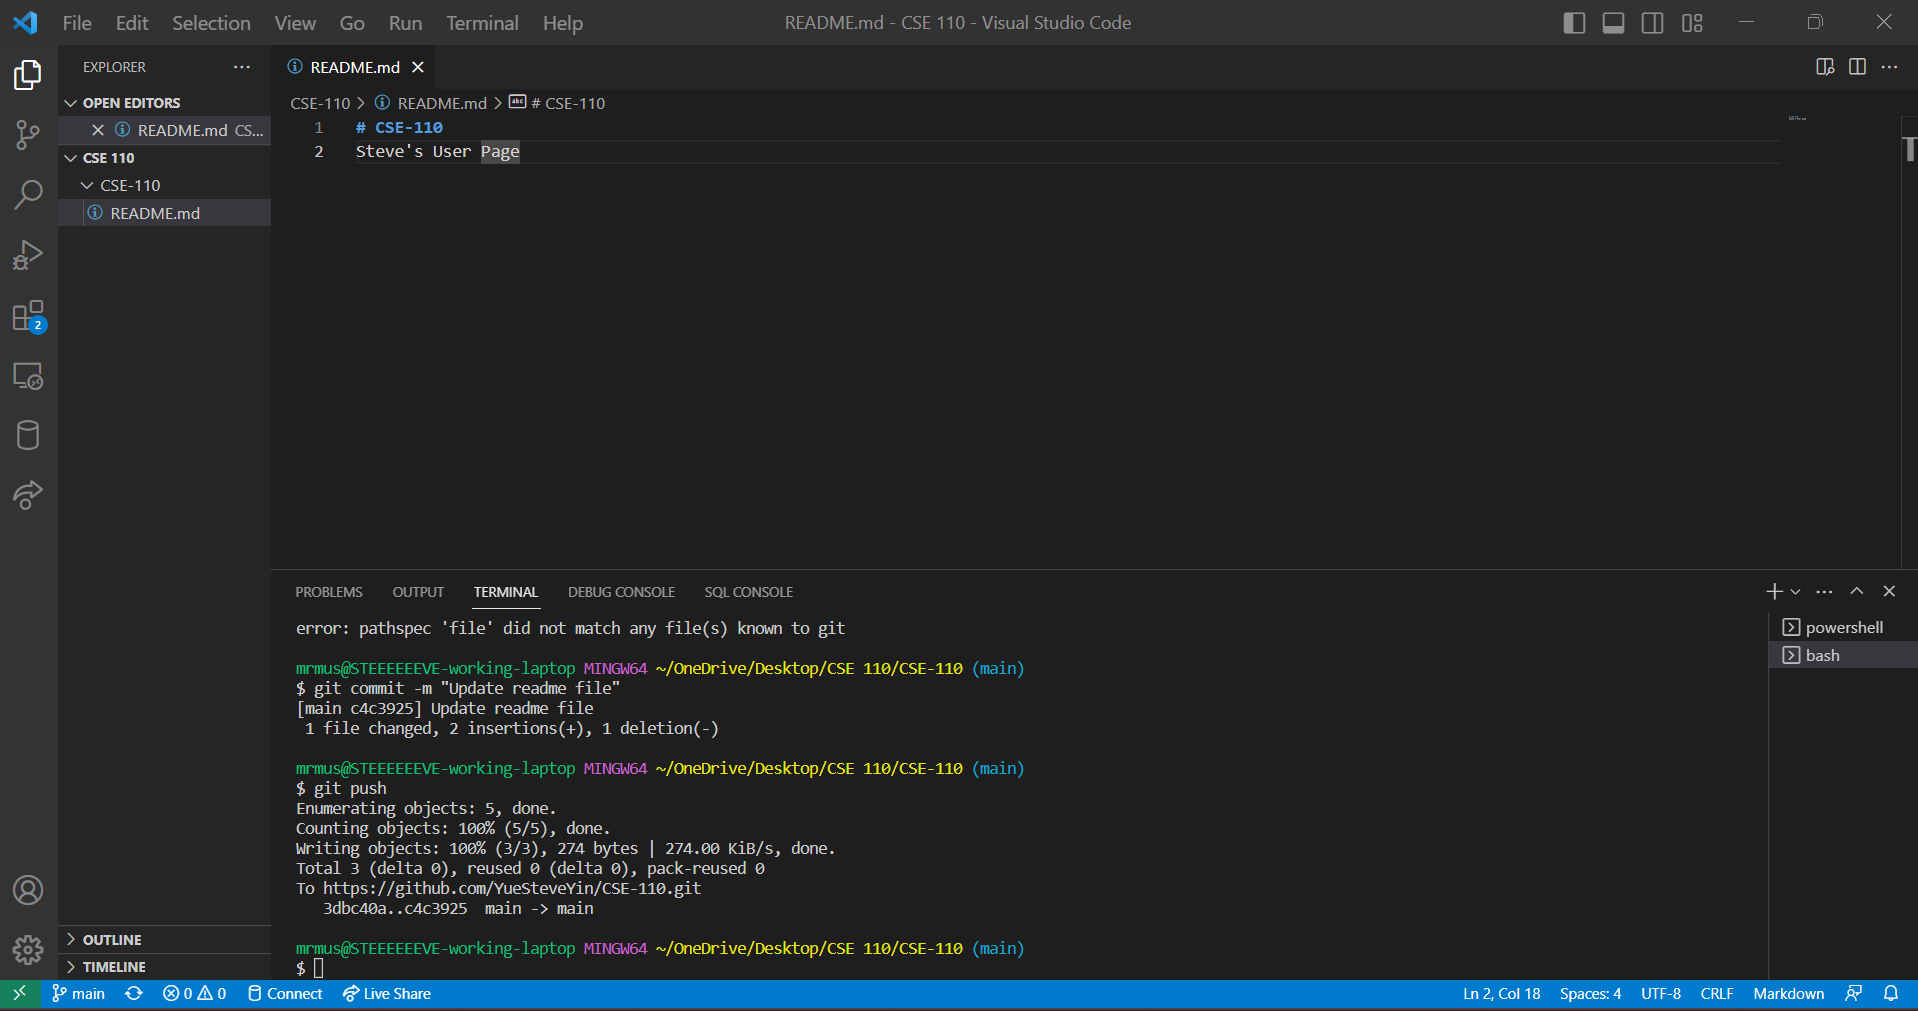 File Edit Selection View Go Run Terminal Help README.md - CSE 110 - Visual Studio Code
EXPLORER
README.md
OPEN EDITORS
README.md CS...
CSE 110
CSE-110
README.md
2
OUTLINE
TIMELINE
CSE-110 > README.md > abc # CSE-110
1 # CSE-110
2 Steve's User Page
PROBLEMS OUTPUT TERMINAL DEBUG CONSOLE SQL CONSOLE
error: pathspec 'file' did not match any file(s) known to git
mrmus@STEEEEEEVE-working-laptop MINGW64 ~/OneDrive/Desktop/CSE 110/CSE-110 (main)
$ git commit -m "Update readme file"
[main c4c3925] Update readme file
1 file changed, 2 insertions(+), 1 deletion(-)
mrmus@STEEEEEEVE-working-laptop MINGW64 ~/OneDrive/Desktop/CSE 110/CSE-110 (main)
$ git push
Enumerating objects: 5, done.
Counting objects: 100% (5/5), done.
Writing objects: 100% (3/3), 274 bytes | 274.00 KiB/s, done.
Total 3 (delta 0), reused 0 (delta 0), pack-reused 0
To https://github.com/YueSteveYin/CSE-110.git
3dbc40a..c4c3925 main -> main
mrmus@STEEEEEEVE-working-laptop MINGW64 ~/OneDrive/Desktop/CSE 110/CSE-110 (main)
$
powershell
bash
main 0 0 Connect Live Share Ln 2, Col 18 Spaces: 4 UTF-8 CRLF Markdown